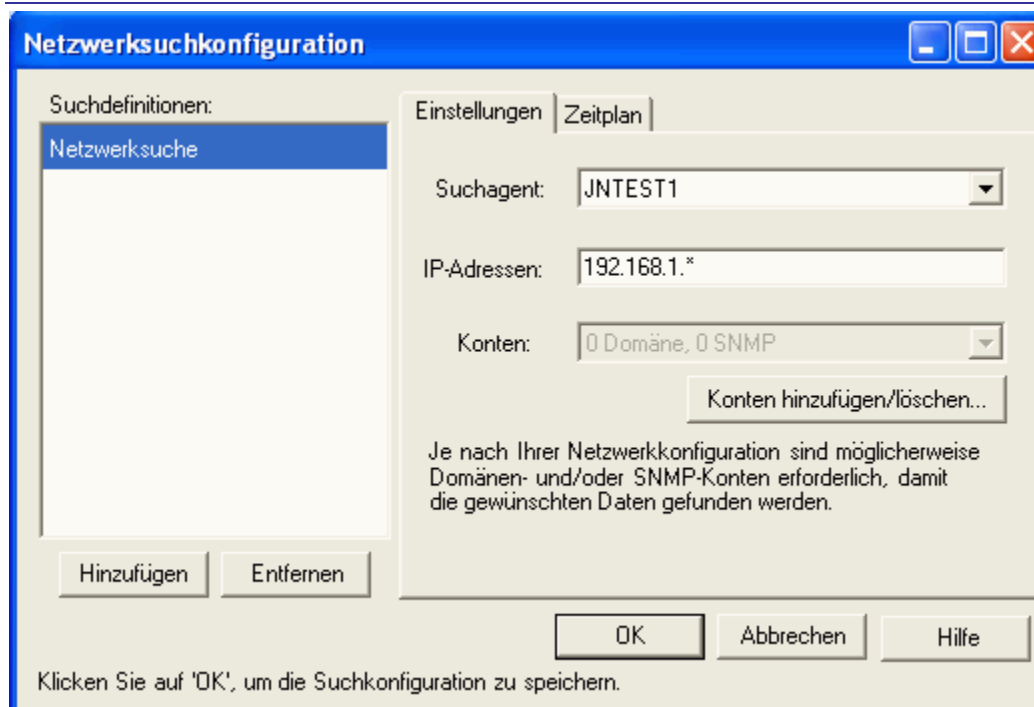 Netzwerksuchkonfiguration
Suchdefinitionen:
Netzwerksuche
Hinzufügen
Entfernen
Einstellungen
Zeitplan
Suchagent:
JNTEST1
IP-Adressen:
192.168.1.*
Konten:
0 Domäne, 0 SNMP
Konten hinzufügen/löschen...
Je nach Ihrer Netzwerkkonfiguration sind möglicherweise
Domänen- und/oder SNMP-Konten erforderlich, damit
die gewünschten Daten gefunden werden.
OK
Abbrechen
Hilfe
Klicken Sie auf 'OK', um die Suchkonfiguration zu speichern.